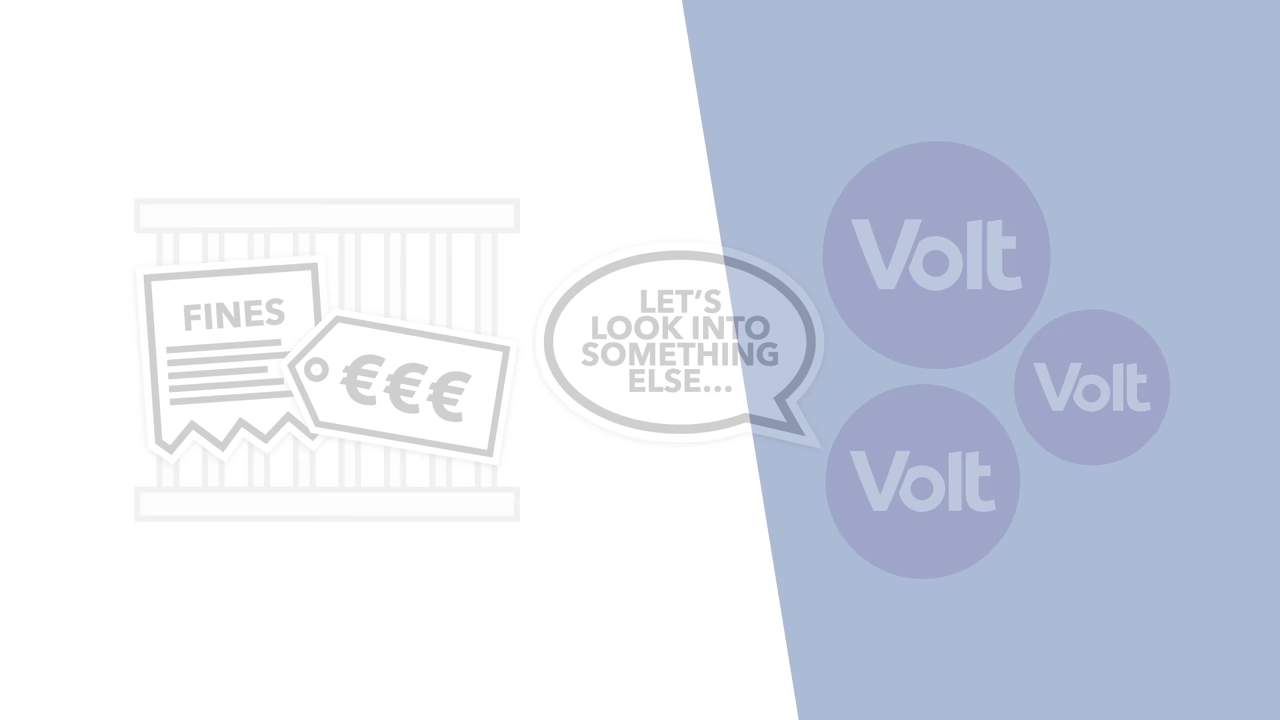 FINES
€€€
LET'S
LOOK INTO
SOMETHING
ELSE...
Volt
Volt
Volt